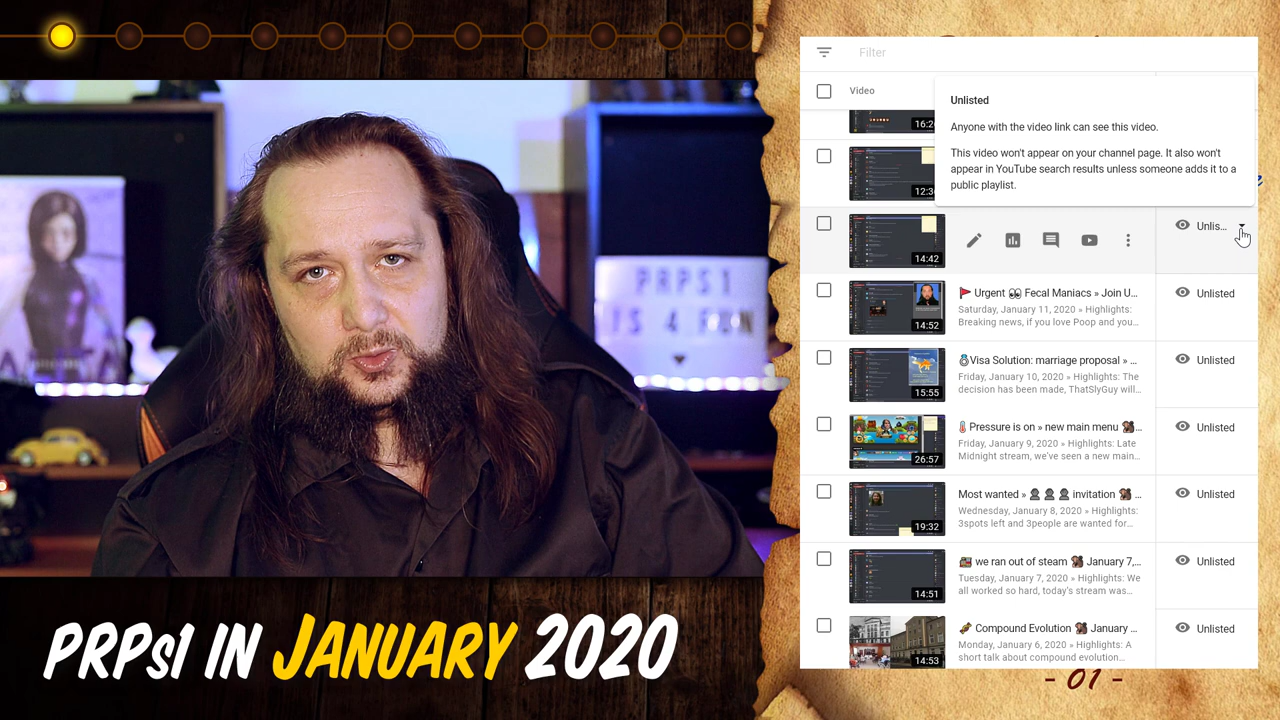 Filter
Video
Unlisted
Anyone with the video link can see this video.
This video won't appear on your channel page. It also won't
appear in YouTube search results unless someone adds it to a
public playlist.
16:2
12:3
14:42
Unlis...
14:52
🚩 Urgent 👀 Maniacs » Join
Saturday, January 2020 » Highlights:
Breaking news, if you love Poop and you...
Unlisted
15:55
Visa Solution, marriage proposal »
Friday, January 10, 2020 » Highlights: The
decision has been made, ThatSlyGuy will...
Unlisted
26:57
🌡 Pressure is on » new main menu
Friday, January 9, 2020 » Highlights: Late
Midnight stream, we've seen a new main...
Unlisted
19:32
Most wanted » invitation ...
Wednesday, January 8, 2020 » Highlights:
3spots left and 3people are wanted for...
Unlisted
14:51
we ran out of steam January 7,...
Tuesday, January 7, 2020 » Highlights: We
all worked so hard, today's stream was...
Unlisted
14:53
Compound Evolution January ...
Monday, January 6, 2020 » Highlights: A
short talk about compound evolution...
Unlisted
PRPs1 IN JANUARY 2020
- 01 -